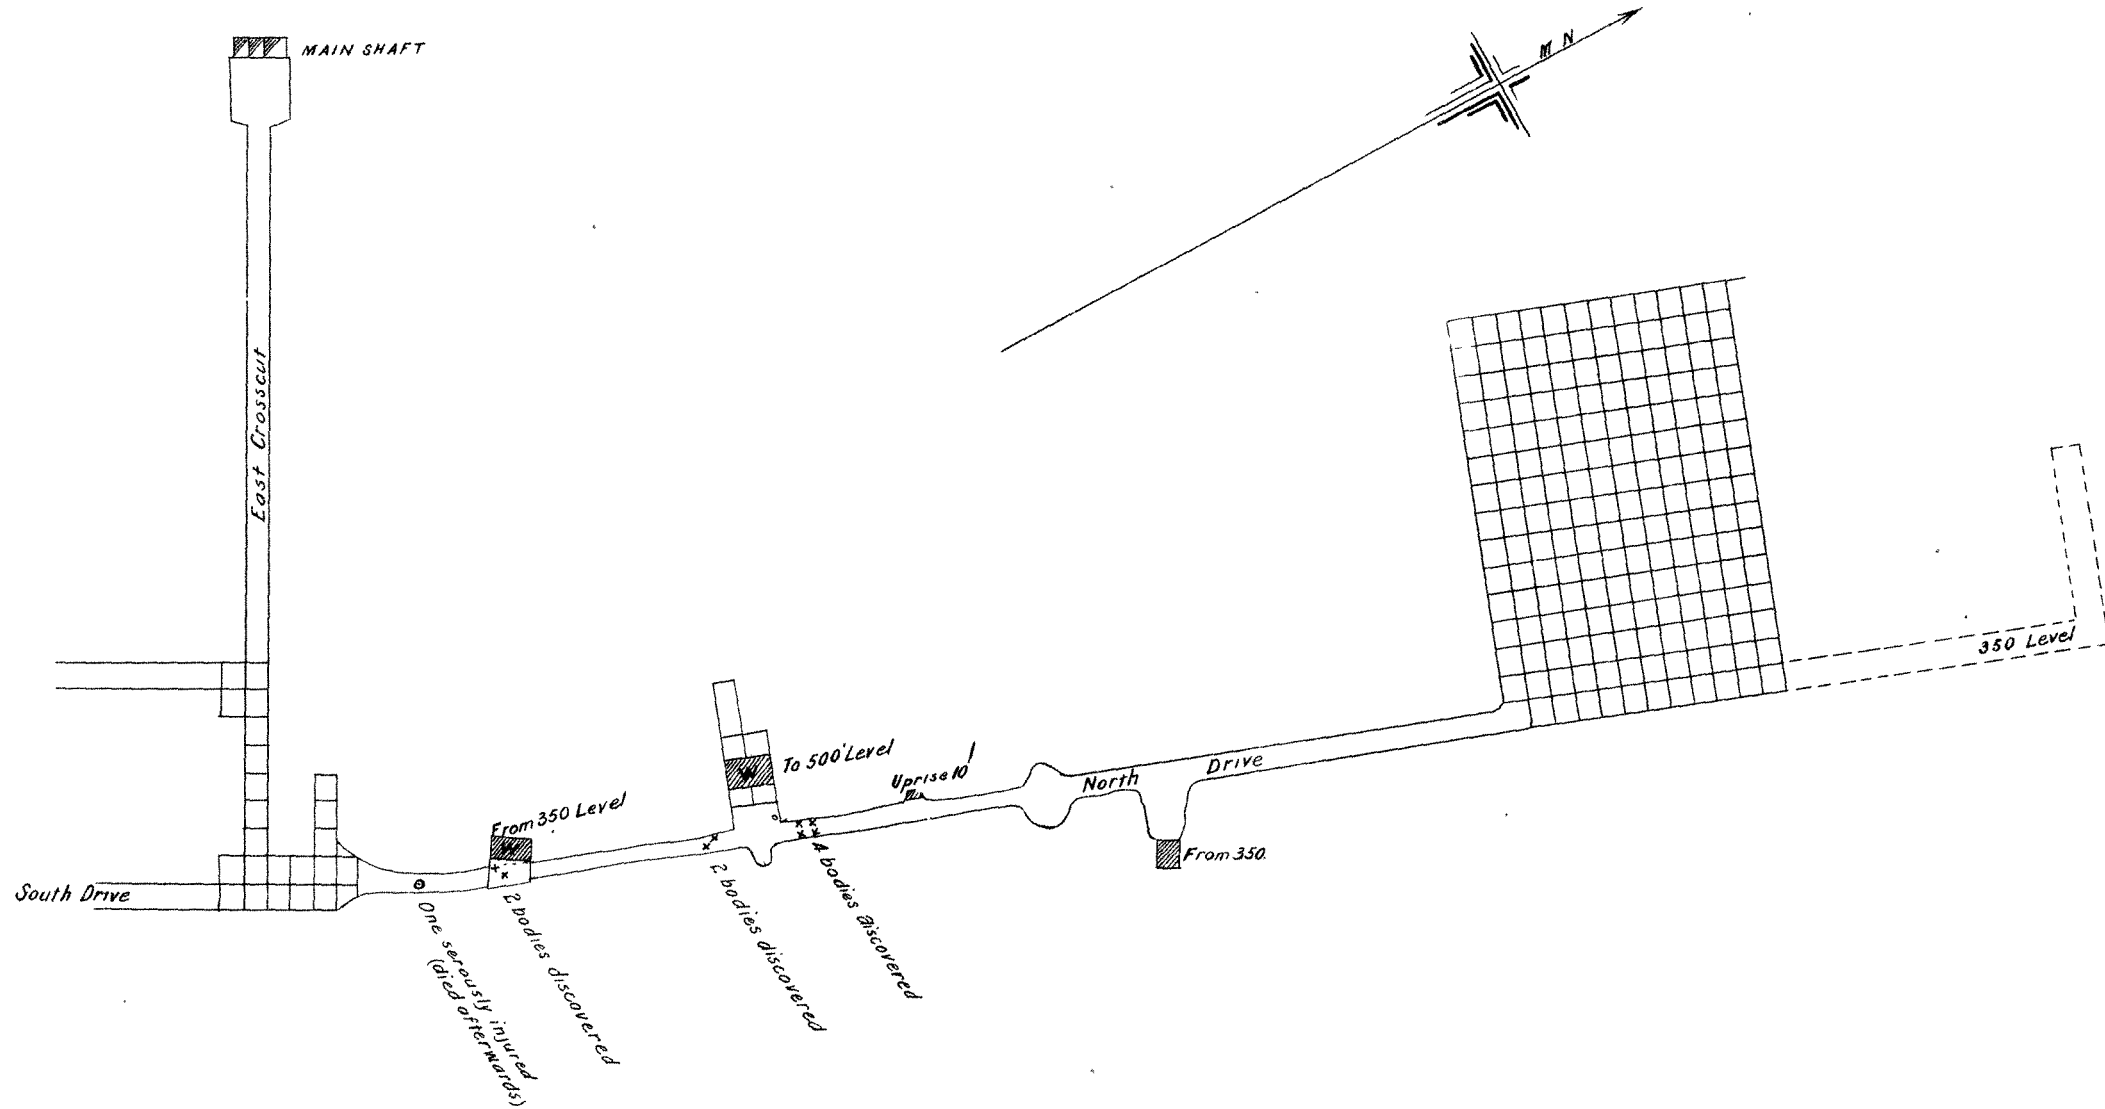 MAIN SHAFT
M N
East Crosscut
350 Level
To 500' Level
Uprise 10'
North Drive
W
From 350 Level
W
From 350.
South Drive
One serously injured
(died afterwards)
2 bodies discovered
2 bodies discovered
4 bodies discovered